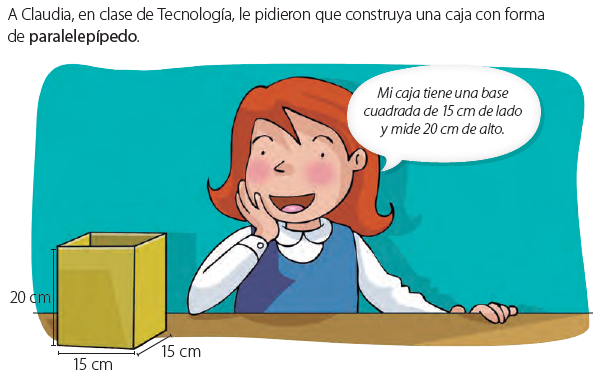 A Claudia, en clase de Tecnología, le pidieron que construya una caja con forma
de paralelepípedo.
Mi caja tiene una base
cuadrada de 15 cm de lado
y mide 20 cm de alto.
20 cm
15 cm
15 cm